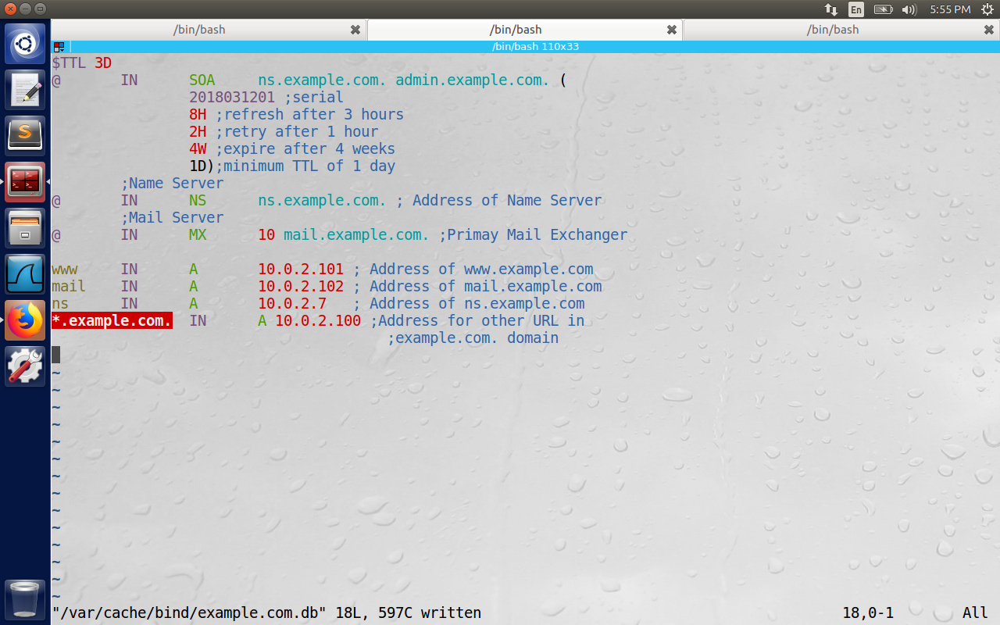 En 5:55 PM
/bin/bash /bin/bash /bin/bash
/bin/bash 110x33
$TTL 3D
@ IN SOA ns.example.com. admin.example.com. (
2018031201 ;serial
8H ;refresh after 3 hours
2H ;retry after 1 hour
4W ;expire after 4 weeks
1D);minimum TTL of 1 day
;Name Server
@ IN NS ns.example.com. ; Address of Name Server
;Mail Server
@ IN MX 10 mail.example.com. ;Primay Mail Exchanger
www IN A 10.0.2.101 ; Address of www.example.com
mail IN A 10.0.2.102 ; Address of mail.example.com
ns IN A 10.0.2.7 ; Address of ns.example.com
*.example.com. IN A 10.0.2.100 ;Address for other URL in
;example.com. domain
~
~
~
~
~
~
~
~
~
~
~
~
~
~
"/var/cache/bind/example.com.db" 18L, 597C written 18,0-1 All